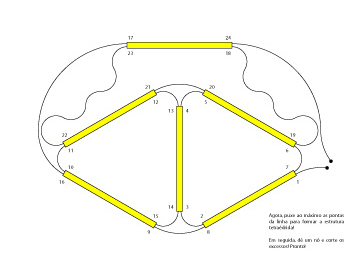 17 24
23 18
21 20
12 13 4 5
22 19
11 6
10 7
16 1
14 3
15 2
9 8
Agora, puxe ao máximo as pontas
da linha para formar a estrutura
tetraédrica!
Em seguida, dê um nó e corte os
excessos! Pronto!